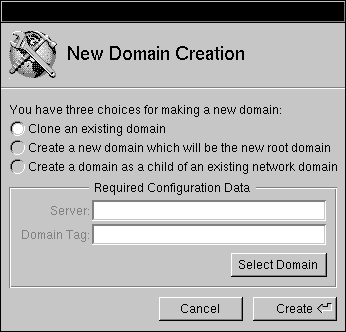 New Domain Creation
You have three choices for making a new domain:
Clone an existing domain
Create a new domain which will be the new root domain
Create a domain as a child of an existing network domain
Required Configuration Data
Server:
Domain Tag:
Select Domain
Cancel
Create